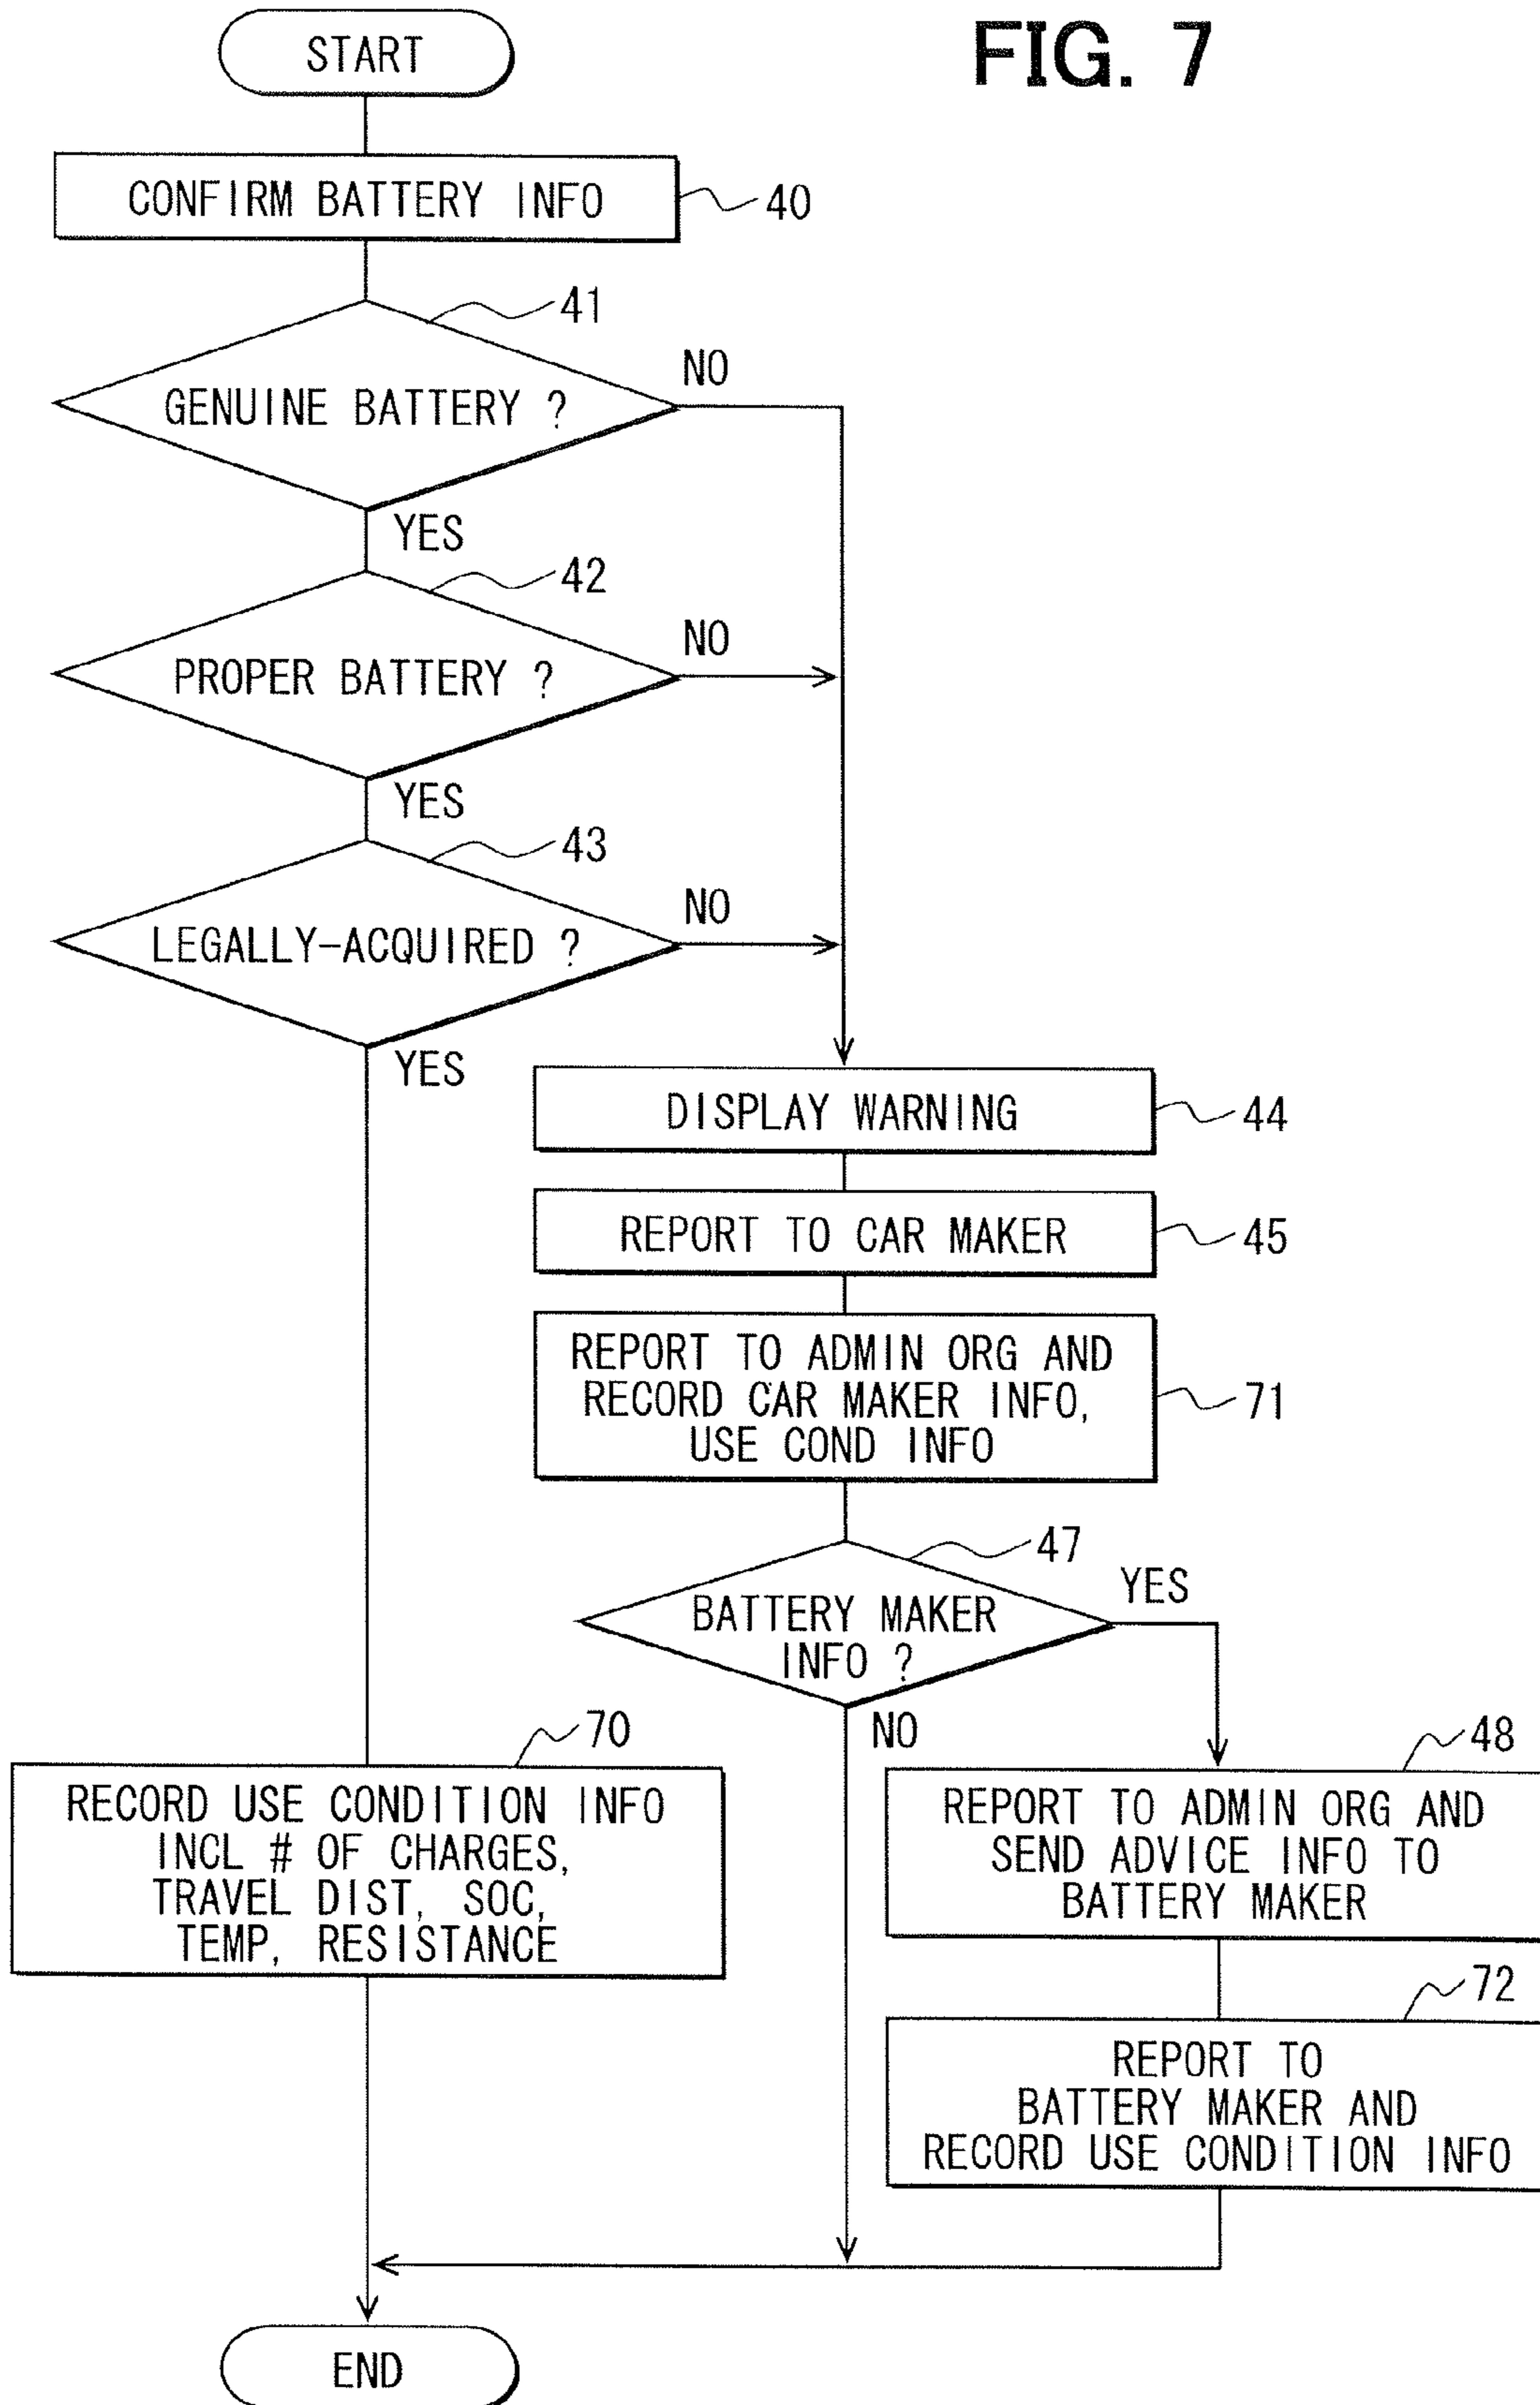 FIG. 7
START
CONFIRM BATTERY INFO
40
41
GENUINE BATTERY ?
NO
YES
42
PROPER BATTERY ?
NO
YES
43
LEGALLY-ACQUIRED ?
NO
YES
DISPLAY WARNING
44
REPORT TO CAR MAKER
45
REPORT TO ADMIN ORG AND
RECORD CAR MAKER INFO,
USE COND INFO
71
47
BATTERY MAKER
INFO ?
YES
NO
70
RECORD USE CONDITION INFO
INCL # OF CHARGES,
TRAVEL DIST, SOC,
TEMP, RESISTANCE
48
REPORT TO ADMIN ORG AND
SEND ADVICE INFO TO
BATTERY MAKER
72
REPORT TO
BATTERY MAKER AND
RECORD USE CONDITION INFO
END